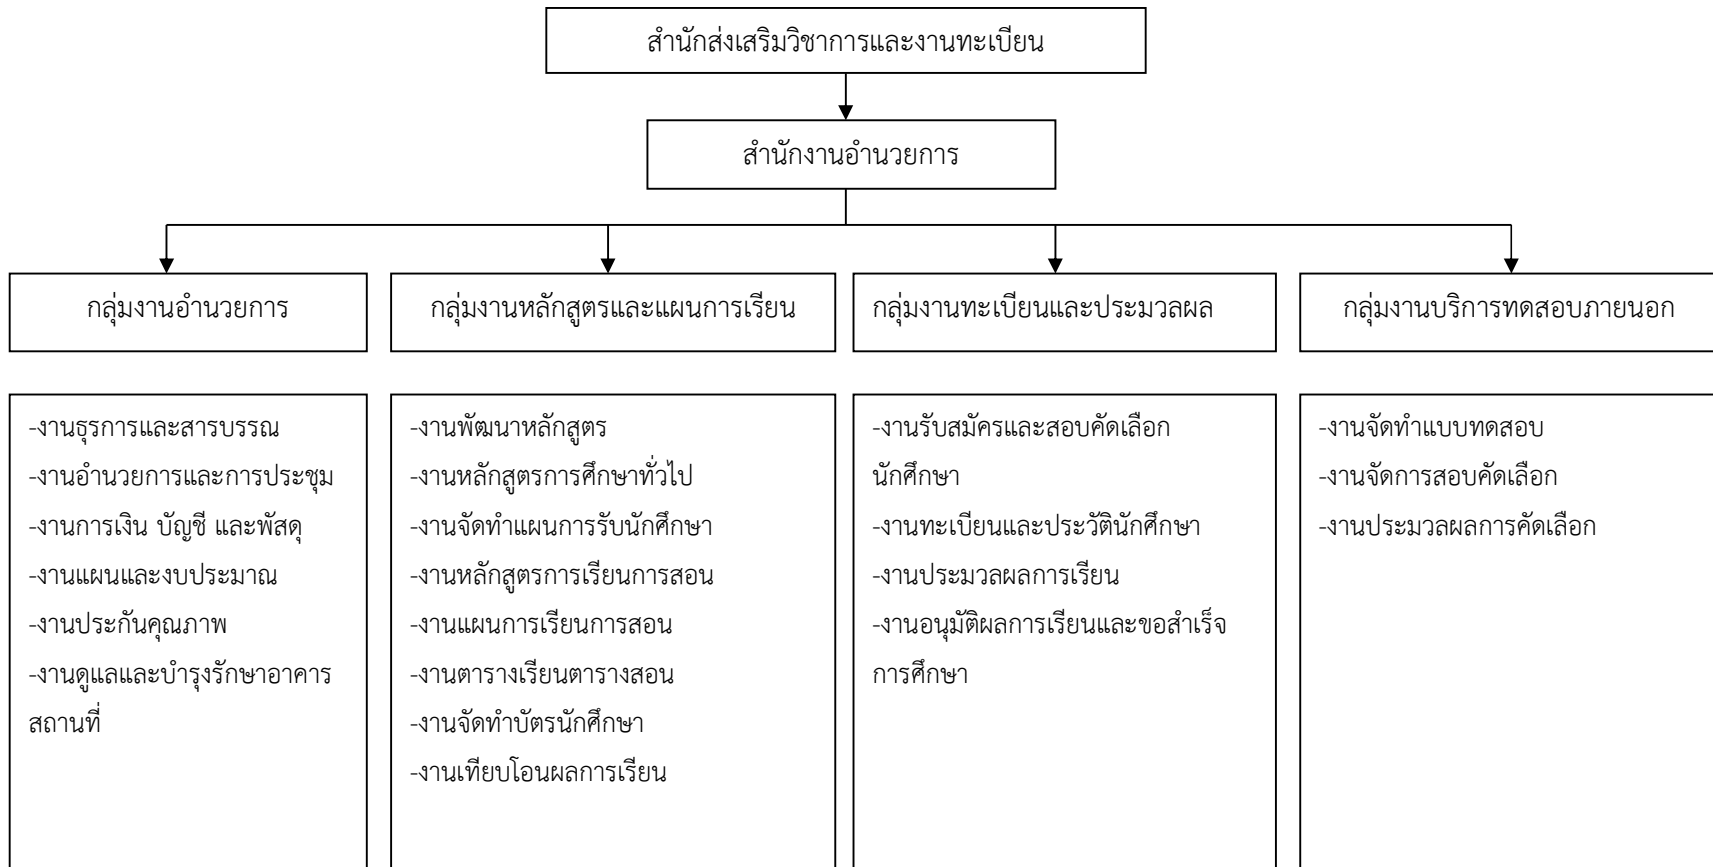 สำนักส่งเสริมวิชาการและงานทะเบียน
สำนักงานอำนวยการ
กลุ่มงานอำนวยการ
กลุ่มงานหลักสูตรและแผนการเรียน
กลุ่มงานทะเบียนและประมวลผล
กลุ่มงานบริการทดสอบภายนอก
-งานธุรการและสารบรรณ
-งานอำนวยการและการประชุม
-งานการเงิน บัญชี และพัสดุ
-งานแผนและงบประมาณ
-งานประกันคุณภาพ
-งานดูแลและบำรุงรักษาอาคาร
สถานที่
-งานพัฒนาหลักสูตร
-งานหลักสูตรการศึกษาทั่วไป
-งานจัดทำแผนการรับนักศึกษา
-งานหลักสูตรการเรียนการสอน
-งานแผนการเรียนการสอน
-งานตารางเรียนตารางสอน
-งานจัดทำบัตรนักศึกษา
-งานเทียบโอนผลการเรียน
-งานรับสมัครและสอบคัดเลือก
นักศึกษา
-งานทะเบียนและประวัตินักศึกษา
-งานประมวลผลการเรียน
-งานอนุมัติผลการเรียนและขอสำเร็จ
การศึกษา
-งานจัดทำแบบทดสอบ
-งานจัดการสอบคัดเลือก
-งานประมวลผลการคัดเลือก